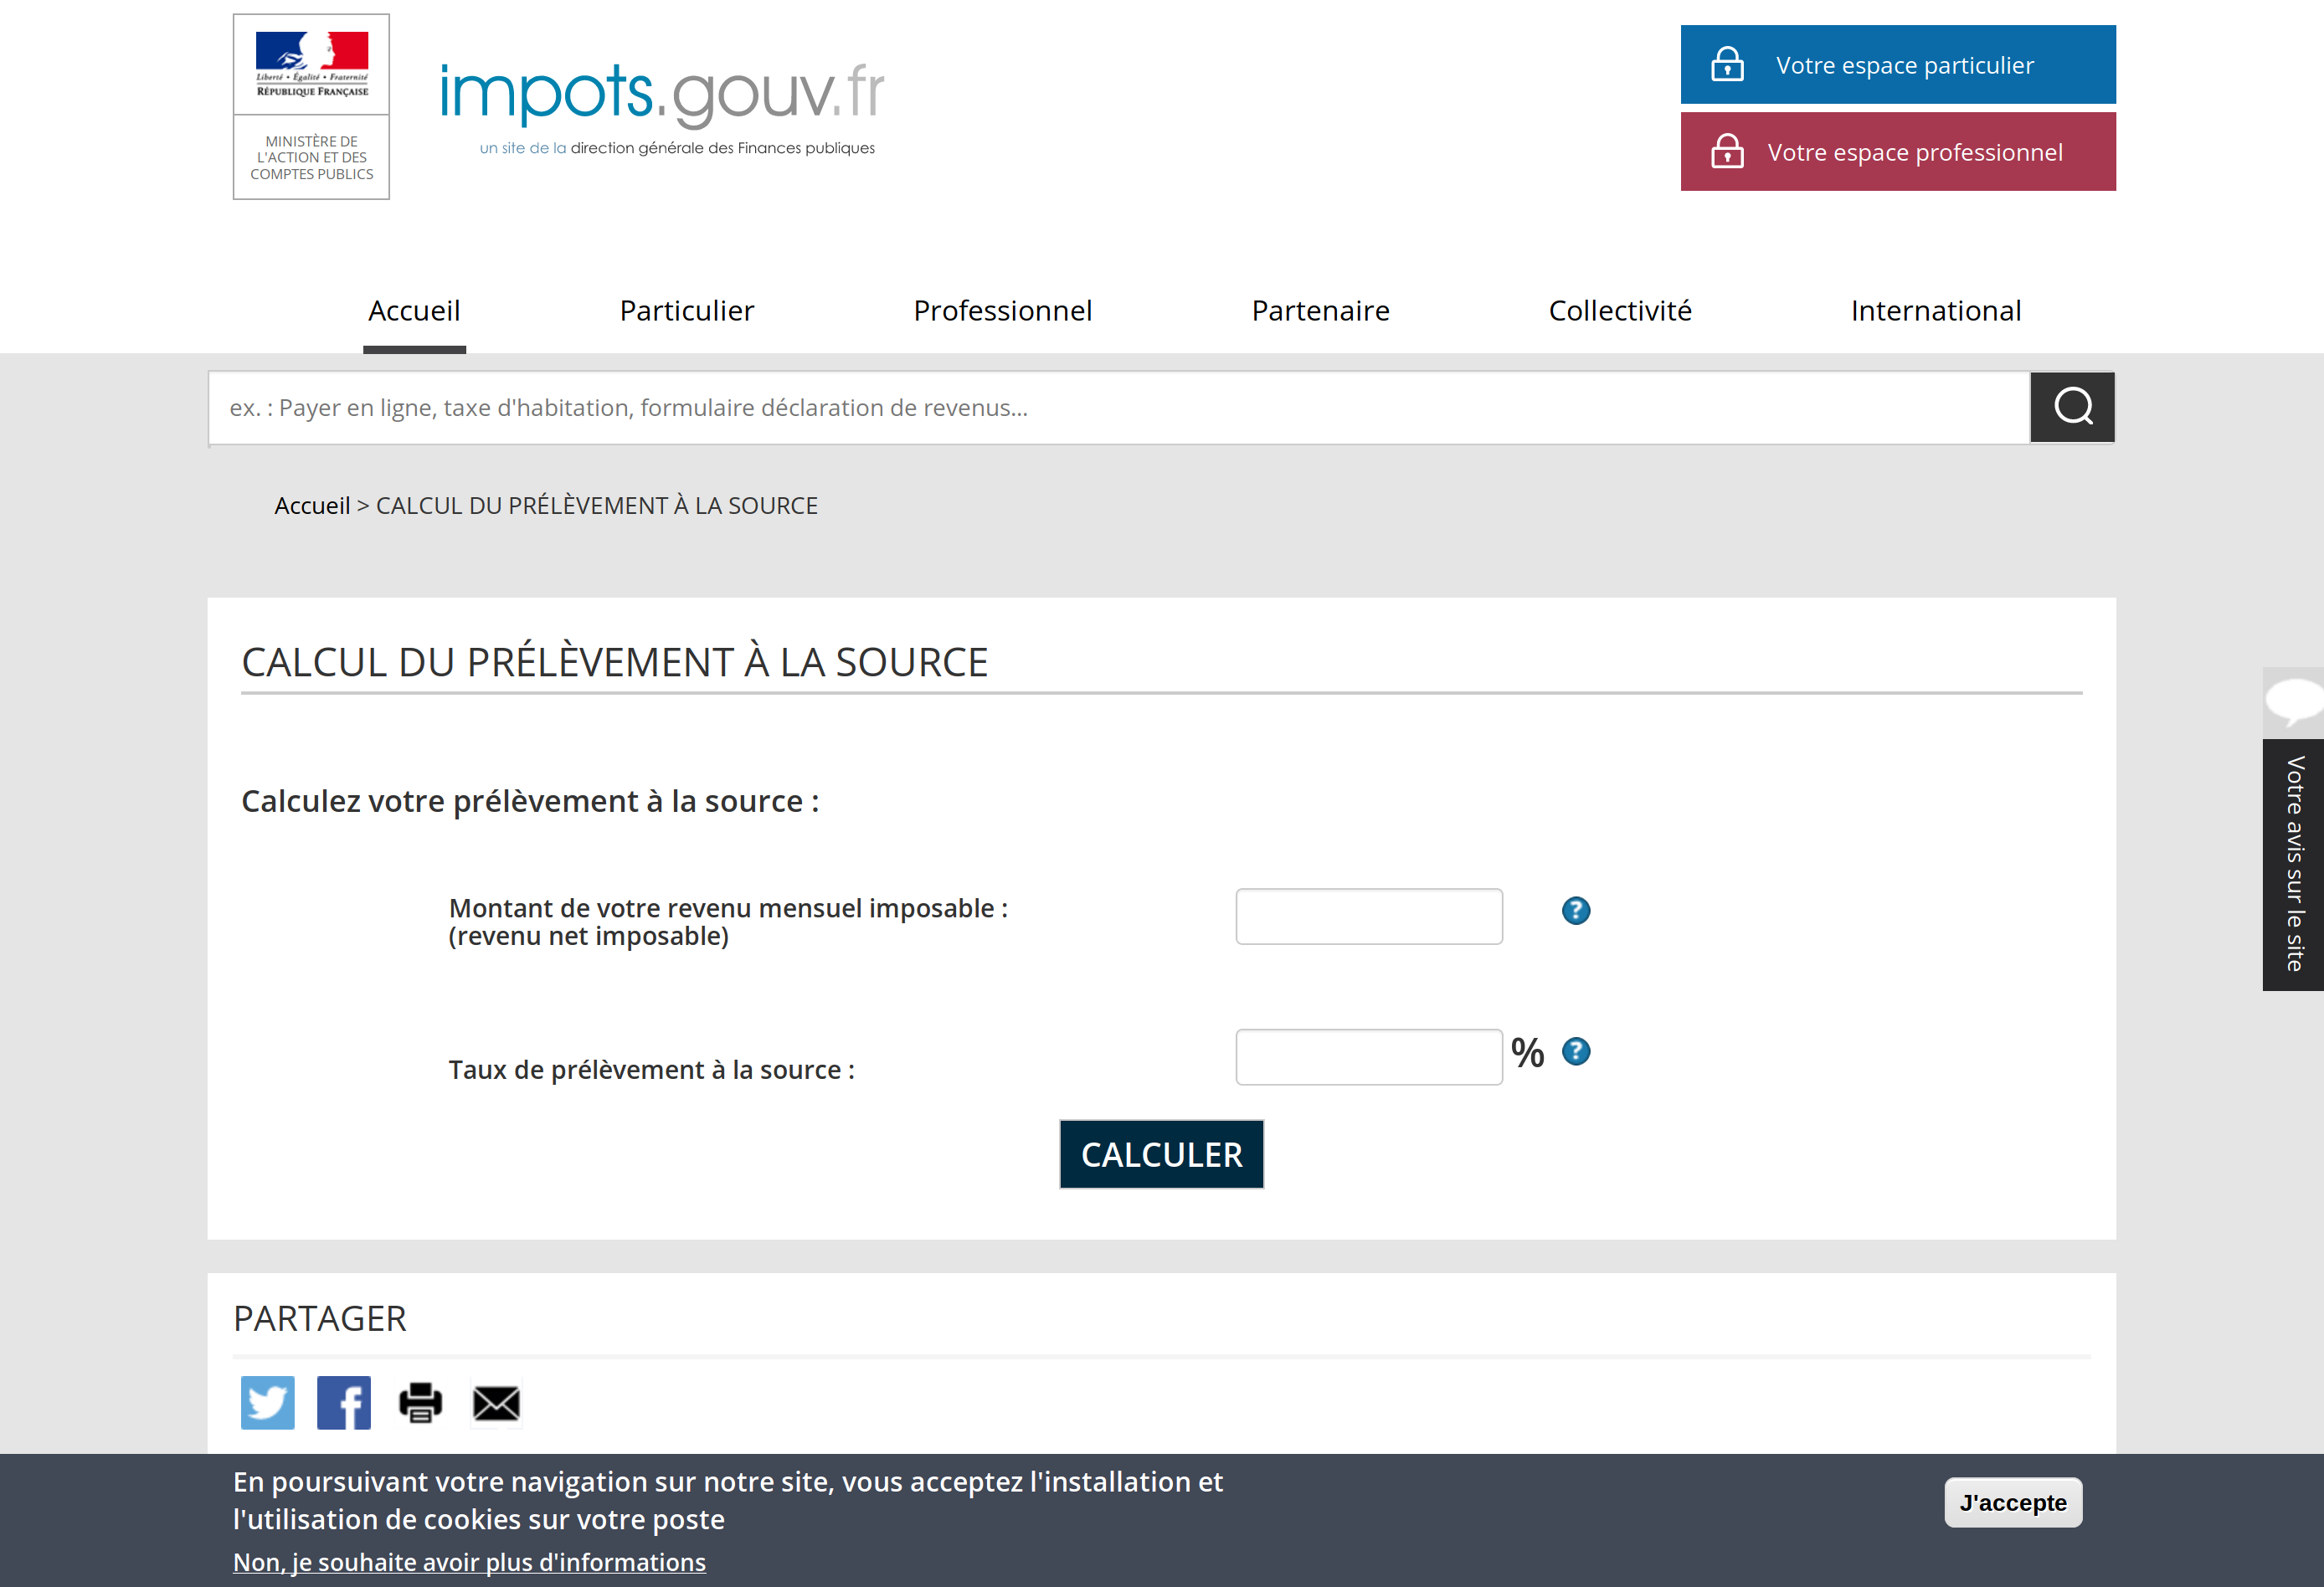 Liberté • Égalité • Fraternité
RÉPUBLIQUE FRANÇAISE
MINISTÈRE DE
L'ACTION ET DES
COMPTES PUBLICS
impots.gouv.fr
un site de la direction générale des Finances publiques
Votre espace particulier
Votre espace professionnel
Accueil Particulier Professionnel Partenaire Collectivité International
ex. : Payer en ligne, taxe d'habitation, formulaire déclaration de revenus...
Accueil > CALCUL DU PRÉLÈVEMENT À LA SOURCE
CALCUL DU PRÉLÈVEMENT À LA SOURCE
Calculez votre prélèvement à la source :
Montant de votre revenu mensuel imposable :
(revenu net imposable)
?
Taux de prélèvement à la source :
% ?
CALCULER
Votre avis sur le site
PARTAGER
En poursuivant votre navigation sur notre site, vous acceptez l'installation et
l'utilisation de cookies sur votre poste
Non, je souhaite avoir plus d'informations
J'accepte